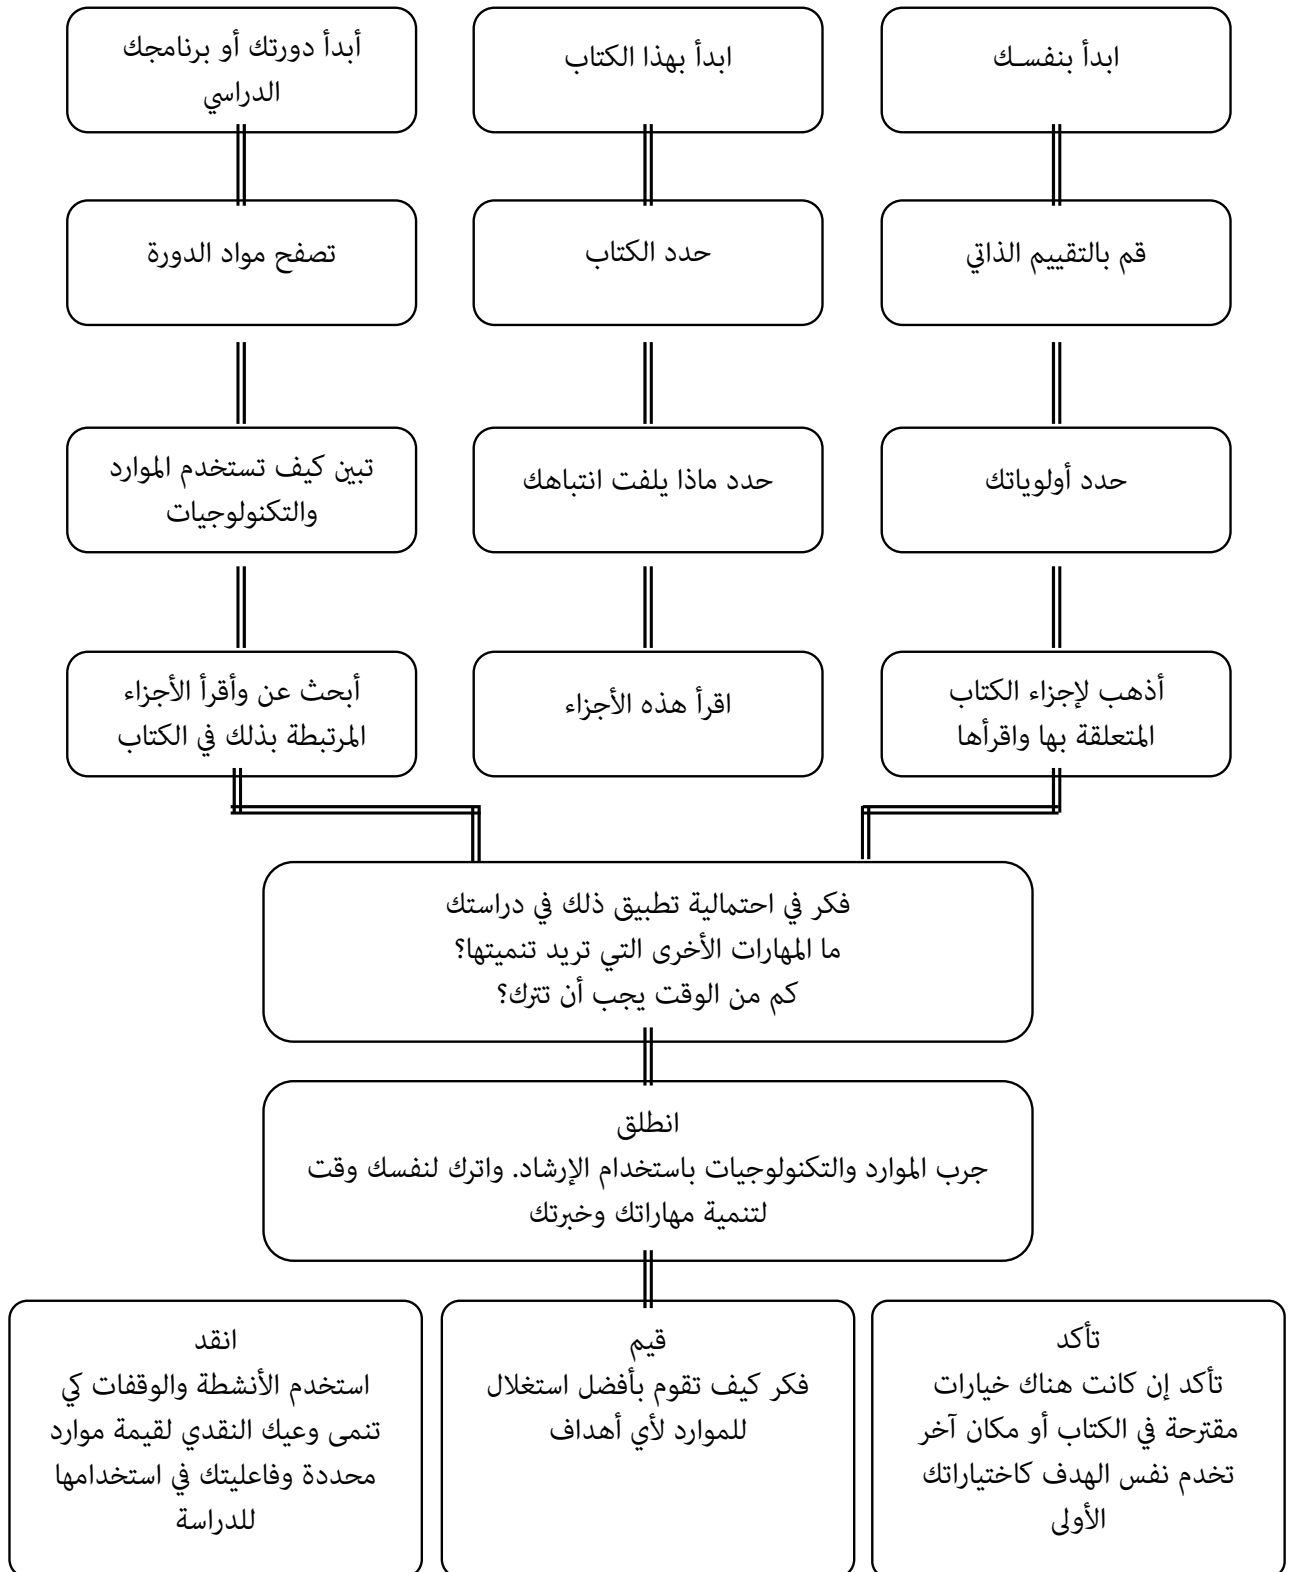 ابدأ بنفسـك
ابدأ بهذا الكتاب
أبدأ دورتك أو برنامجك
الدراسي
قم بالتقييم الذاتي
حدد الكتاب
تصفح مواد الدورة
حدد أولوياتك
حدد ماذا يلفت انتباهك
تبين كيف تستخدم الموارد
والتكنولوجيات
أذهب لإجزاء الكتاب
المتعلقة بها واقرأها
اقرأ هذه الأجزاء
أبحث عن وأقرأ الأجزاء
المرتبطة بذلك في الكتاب
فكر في احتمالية تطبيق ذلك في دراستك
ما المهارات الأخرى التي تريد تنميتها؟
كم من الوقت يجب أن تترك؟
انطلق
جرب الموارد والتكنولوجيات باستخدام الإرشاد. واترك لنفسك وقت
لتنمية مهاراتك وخبرتك
تأكد
تأكد إن كانت هناك خيارات
مقترحة في الكتاب أو مكان آخر
تخدم نفس الهدف كاختياراتك
الأولى
قيم
فكر كيف تقوم بأفضل استغلال
للموارد لأي أهداف
انقد
استخدم الأنشطة والوقفات كي
تنمى وعيك النقدي لقيمة موارد
محددة وفاعليتك في استخدامها
للدراسة